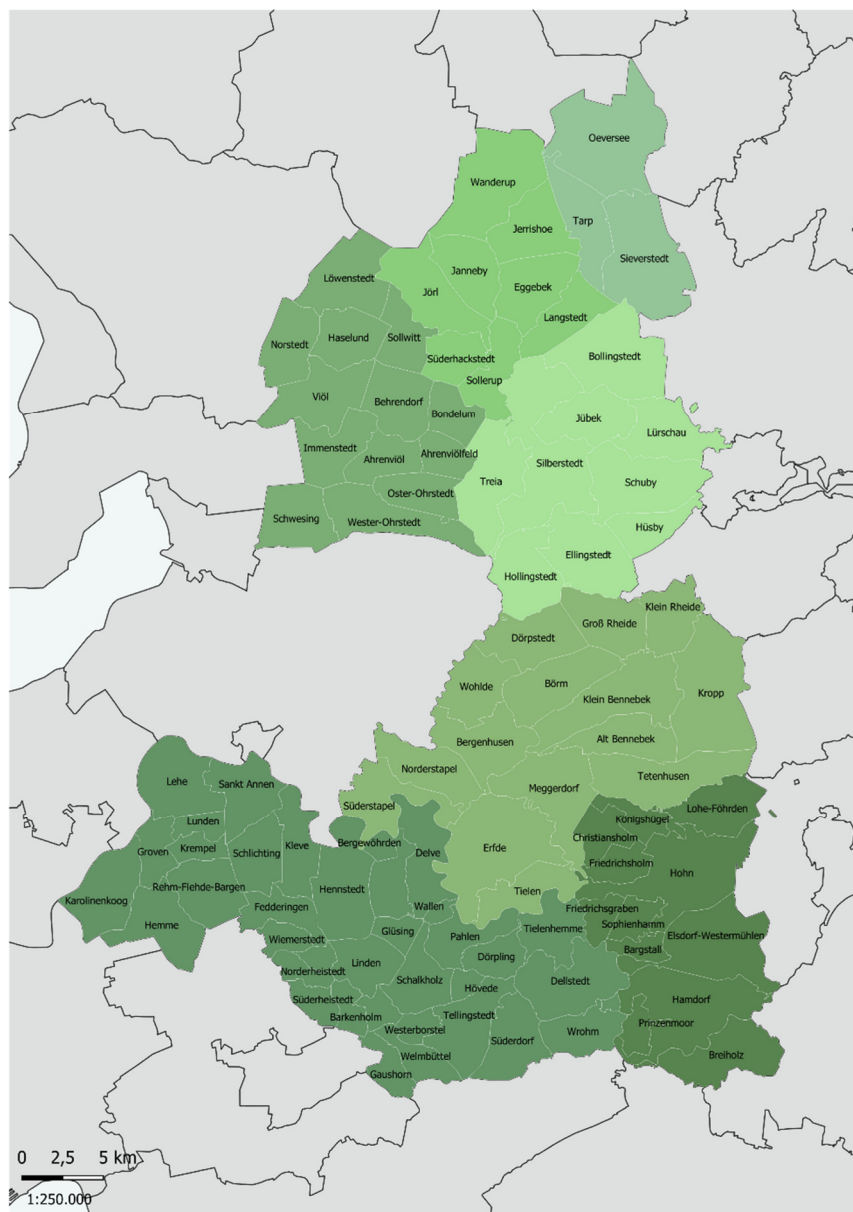 Oeversee
Wanderup
Tarp
Jerrishoe
Sieverstedt
Janneby
Löwenstedt
Eggebek
Jörl
Langstedt
Haselund
Sollwitt
Norstedt
Bollingstedt
Süderhackstedt
Sollerup
Viöl
Behrendorf
Bondelum
Jübek
Lürschau
Immenstedt
Ahrenviöl
Ahrenviölfeld
Silberstedt
Treia
Schuby
Oster-Ohrstedt
Schwesing
Wester-Ohrstedt
Hüsby
Ellingstedt
Hollingstedt
Klein Rheide
Groß Rheide
Dörpstedt
Wohlde
Börm
Kropp
Klein Bennebek
Bergenhusen
Alt Bennebek
Norderstapel
Tetenhusen
Lehe
Sankt Annen
Meggerdorf
Süderstapel
Lohe-Föhrden
Lunden
Königshügel
Christiansholm
Bergewöhrden
Kleve
Krempel
Groven
Schlichting
Delve
Erfde
Friedrichsholm
Hohn
Rehm-Flehde-Bargen
Hennstedt
Tielen
Karolinenkoog
Fedderingen
Wallen
Friedrichsgraben
Hemme
Sophienhamm
Tielenhemme
Glüsing
Pahlen
Elsdorf-Westermühlen
Wiemerstedt
Bargstall
Dörpling
Linden
Norderheistedt
Schalkholz
Dellstedt
Hövede
Süderheistedt
Hamdorf
Barkenholm
Tellingstedt
Prinzenmoor
Westerborstel
Wrohm
Süderdorf
Welmbüttel
Breiholz
Gaushorn
0 2,5 5 km
1:250.000